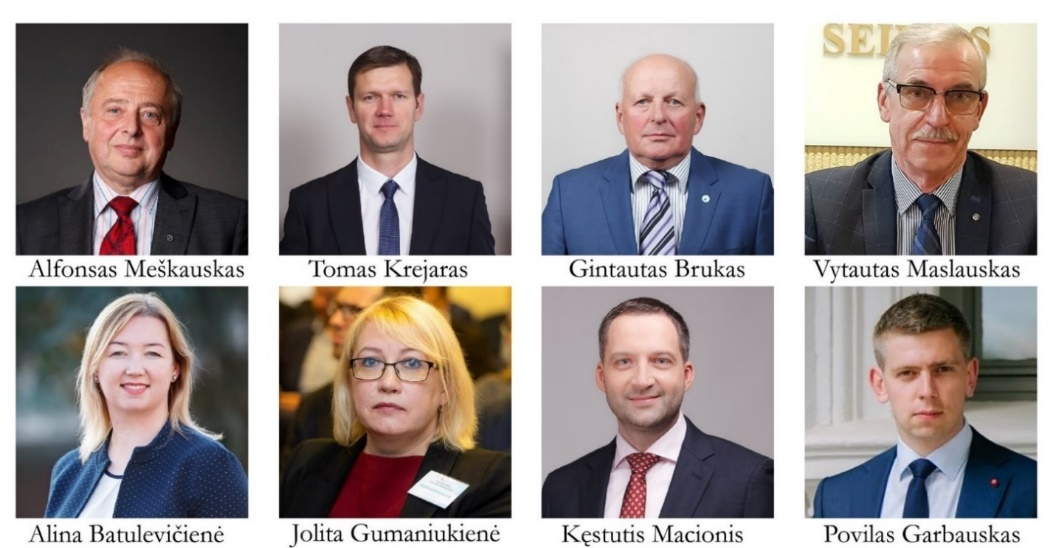 Alfonsas Meškauskas
Tomas Krejaras
Gintautas Brukas
Vytautas Maslauskas
Alina Batulevičienė
Jolita Gumaniukienė
Kęstutis Macionis
Povilas Garbauskas